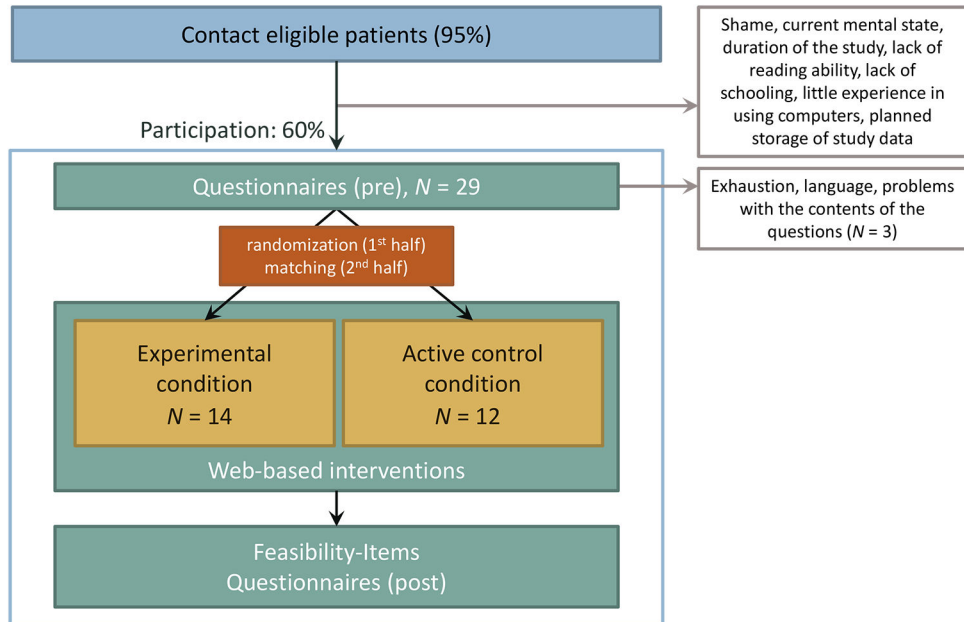 Contact eligible patients (95%)
Shame, current mental state,
duration of the study, lack of
reading ability, lack of
schooling, little experience in
using computers, planned
storage of study data
Participation: 60%
Questionnaires (pre), N = 29
Exhaustion, language, problems
with the contents of the
questions (N = 3)
randomization (1st half)
matching (2nd half)
Experimental
condition
N = 14
Active control
condition
N = 12
Web-based interventions
Feasibility-Items
Questionnaires (post)